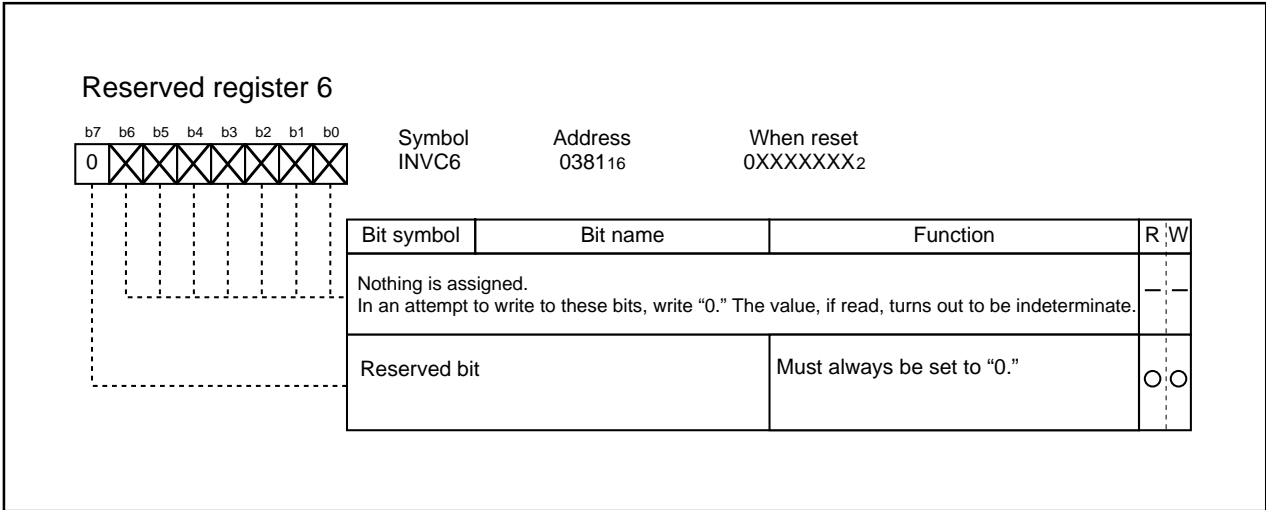 Reserved register 6
b7 b6 b5 b4 b3 b2 b1 b0
0
Symbol Address When reset
INVC6 038116 0XXXXXXX2
Bit symbol Bit name Function R W
Nothing is assigned.
In an attempt to write to these bits, write “0.” The value, if read, turns out to be indeterminate.
Reserved bit Must always be set to “0.”